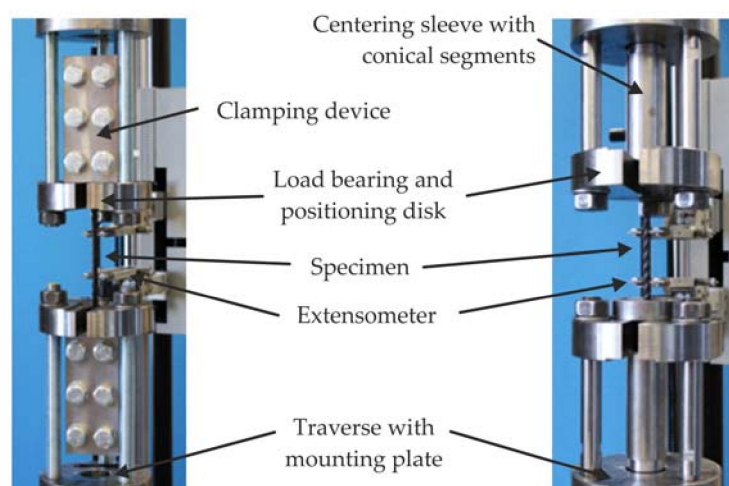 Centering sleeve with
conical segments
Clamping device
Load bearing and
positioning disk
Specimen
Extensometer
Traverse with
mounting plate